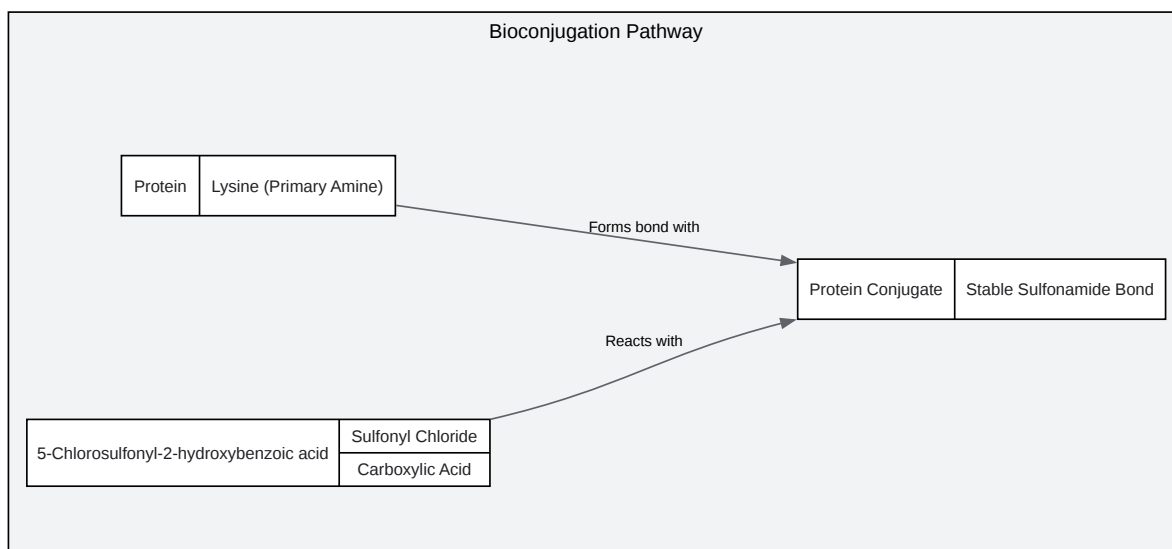 Bioconjugation Pathway
Protein
Lysine (Primary Amine)
Forms bond with
Protein Conjugate
Stable Sulfonamide Bond
Reacts with
5-Chlorosulfonyl-2-hydroxybenzoic acid
Sulfonyl Chloride
Carboxylic Acid